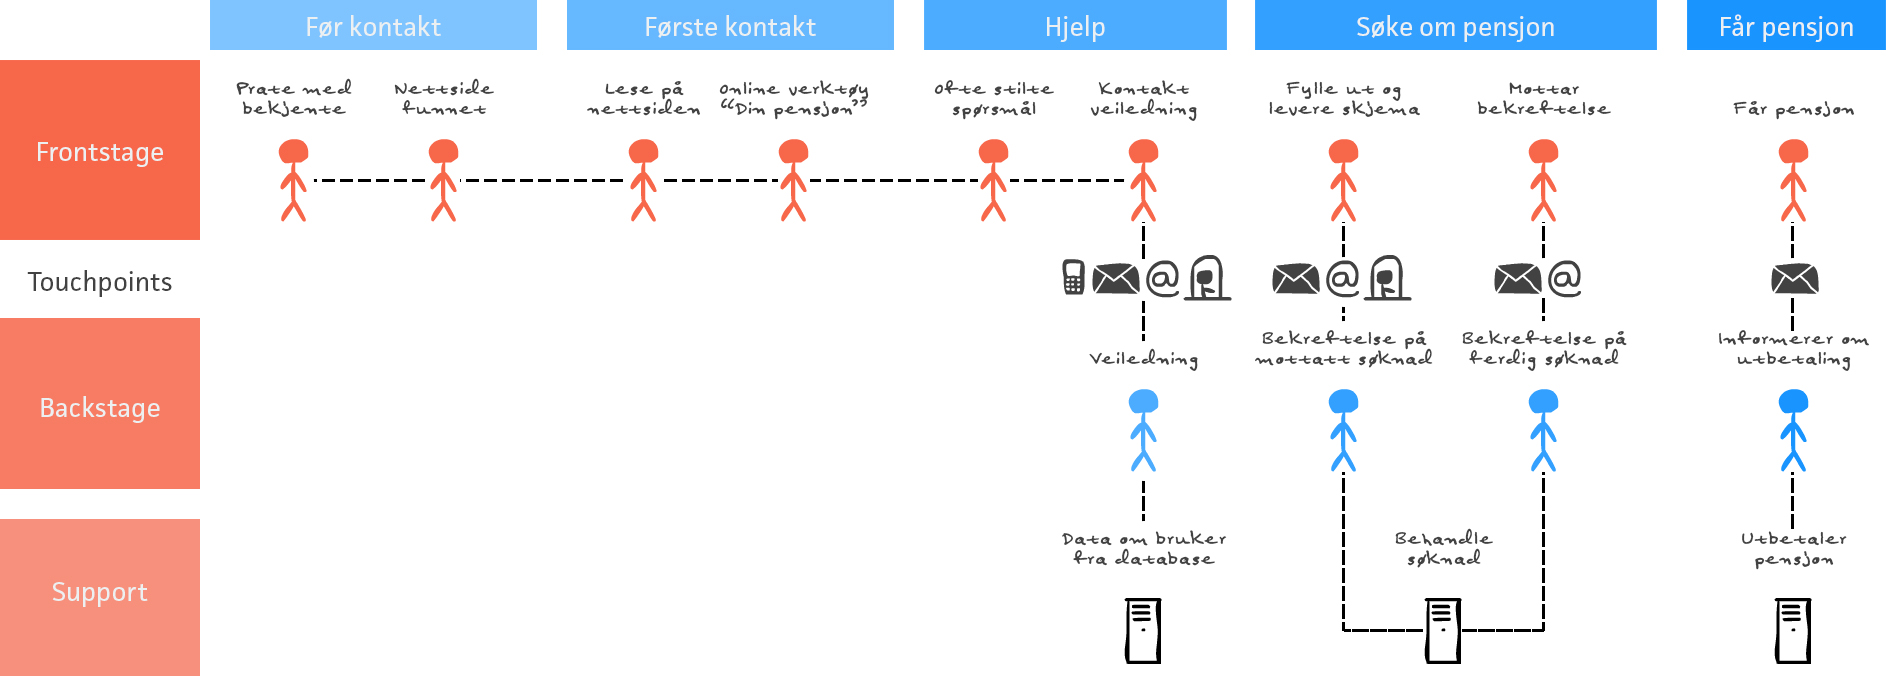 Før kontakt
Første kontakt
Hjelp
Søke om pensjon
Får pensjon
Frontstage
Prate med
bekjente
Nettside
funnet
Lese på
nettsiden
Online verktøy
“Din pensjon”
Ofte stilte
spørsmål
Kontakt
veiledning
Fylle ut og
levere skjema
Mottar
bekreftelse
Får pensjon
Touchpoints
@
@
@
Backstage
Veiledning
Bekreftelse på
mottatt søknad
Bekreftelse på
ferdig søknad
Informerer om
utbetaling
Support
Data om bruker
fra database
Behandle
søknad
Utbetaler
pensjon